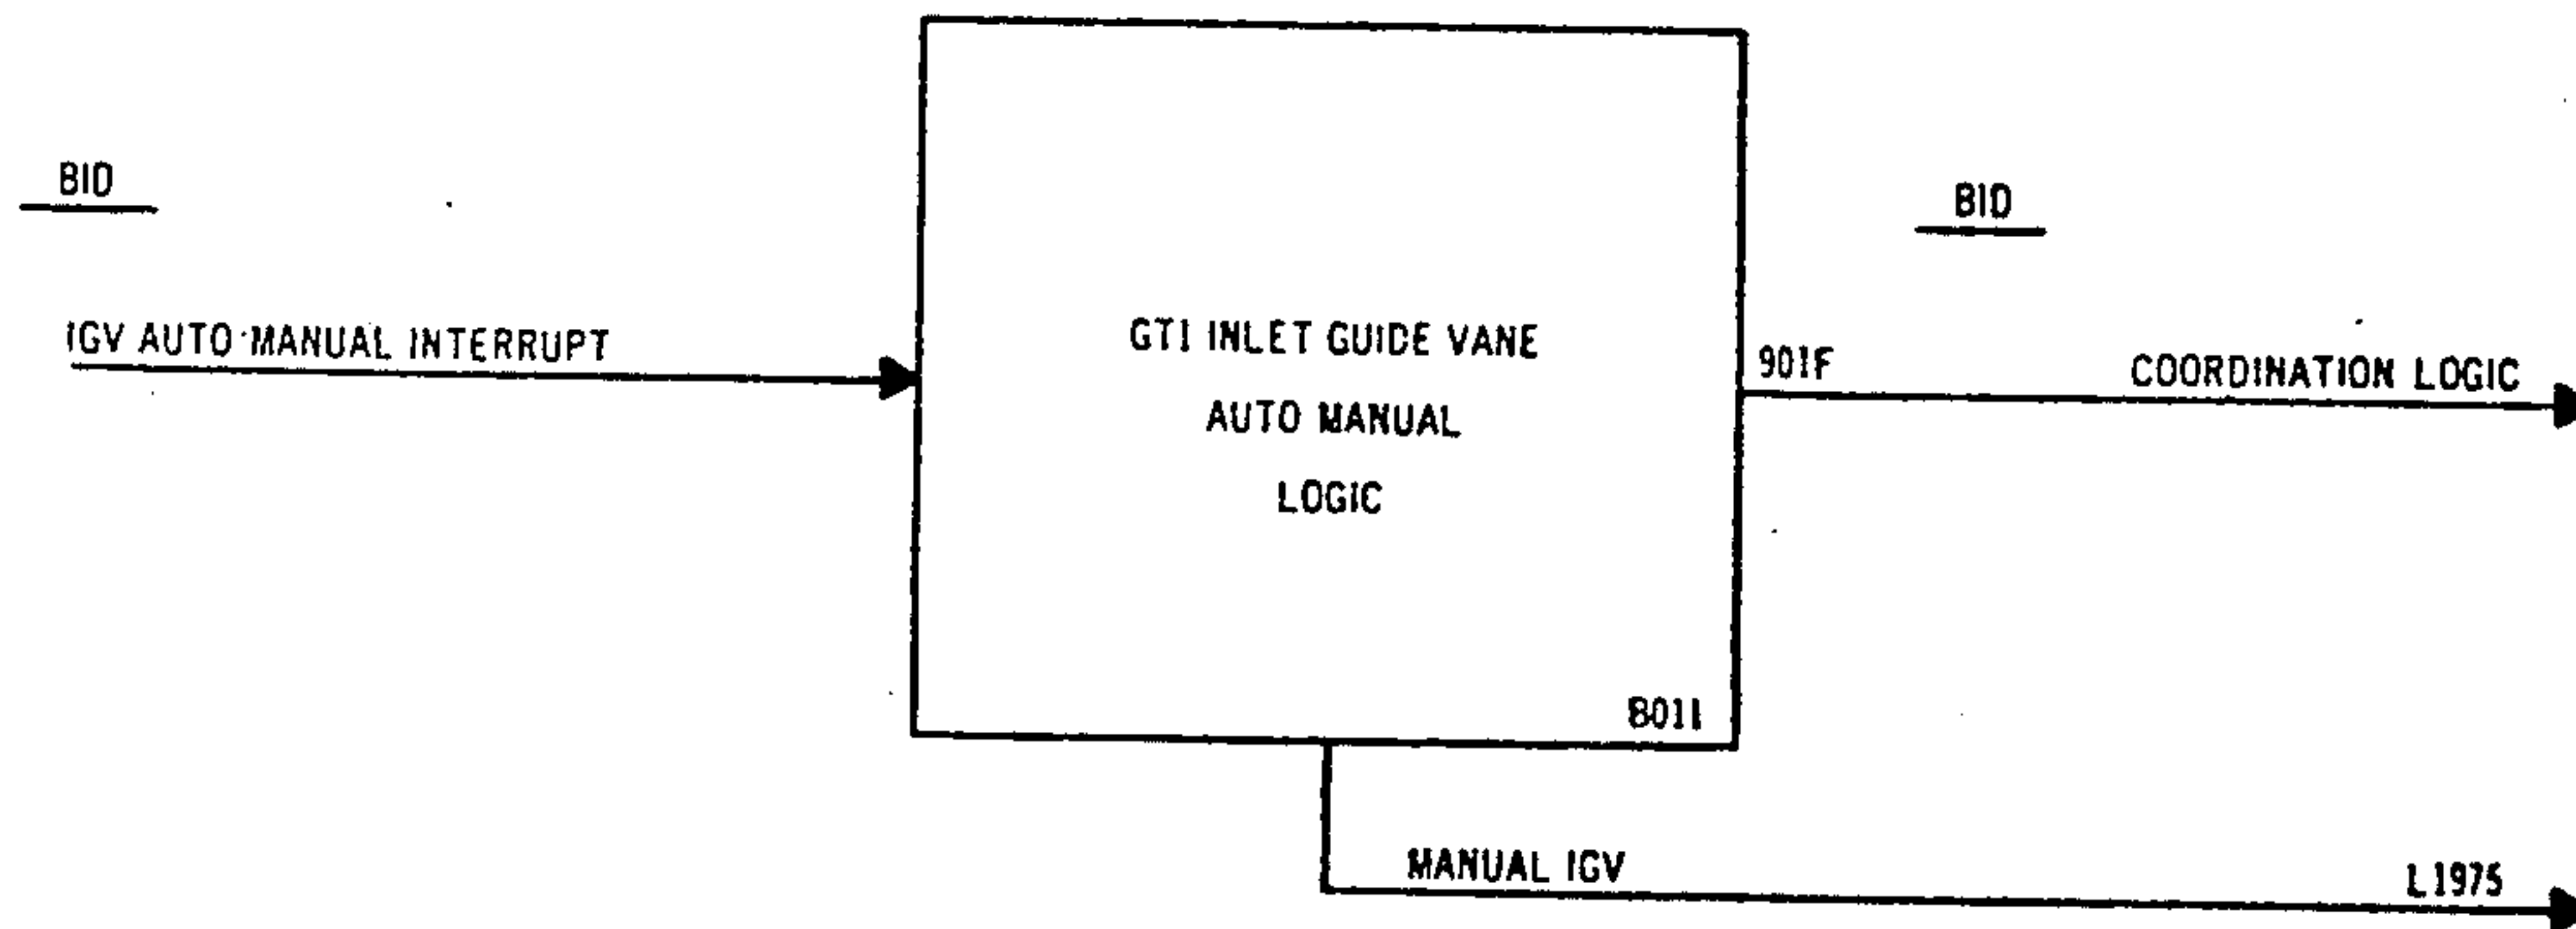 BID
BID
IGV AUTO MANUAL INTERRUPT
GT1 INLET GUIDE VANE
AUTO MANUAL
LOGIC
901F
COORDINATION LOGIC
8011
MANUAL IGV
L1975